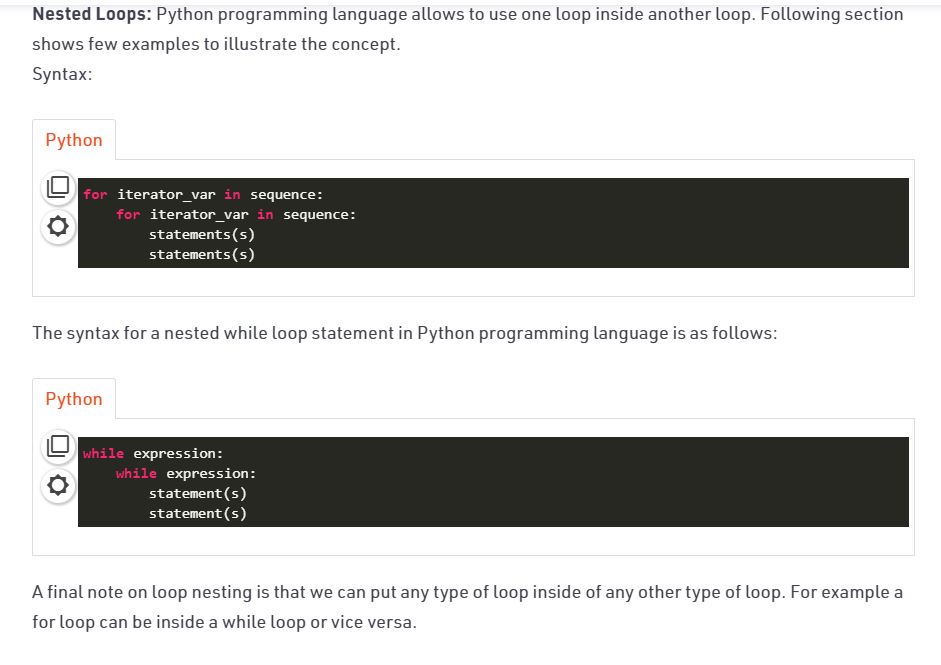 Nested Loops: Python programming language allows to use one loop inside another loop. Following section
shows few examples to illustrate the concept.
Syntax:
Python
for iterator_var in sequence:
    for iterator_var in sequence:
        statements(s)
        statements(s)
The syntax for a nested while loop statement in Python programming language is as follows:
Python
while expression:
    while expression:
        statement(s)
        statement(s)
A final note on loop nesting is that we can put any type of loop inside of any other type of loop. For example a
for loop can be inside a while loop or vice versa.